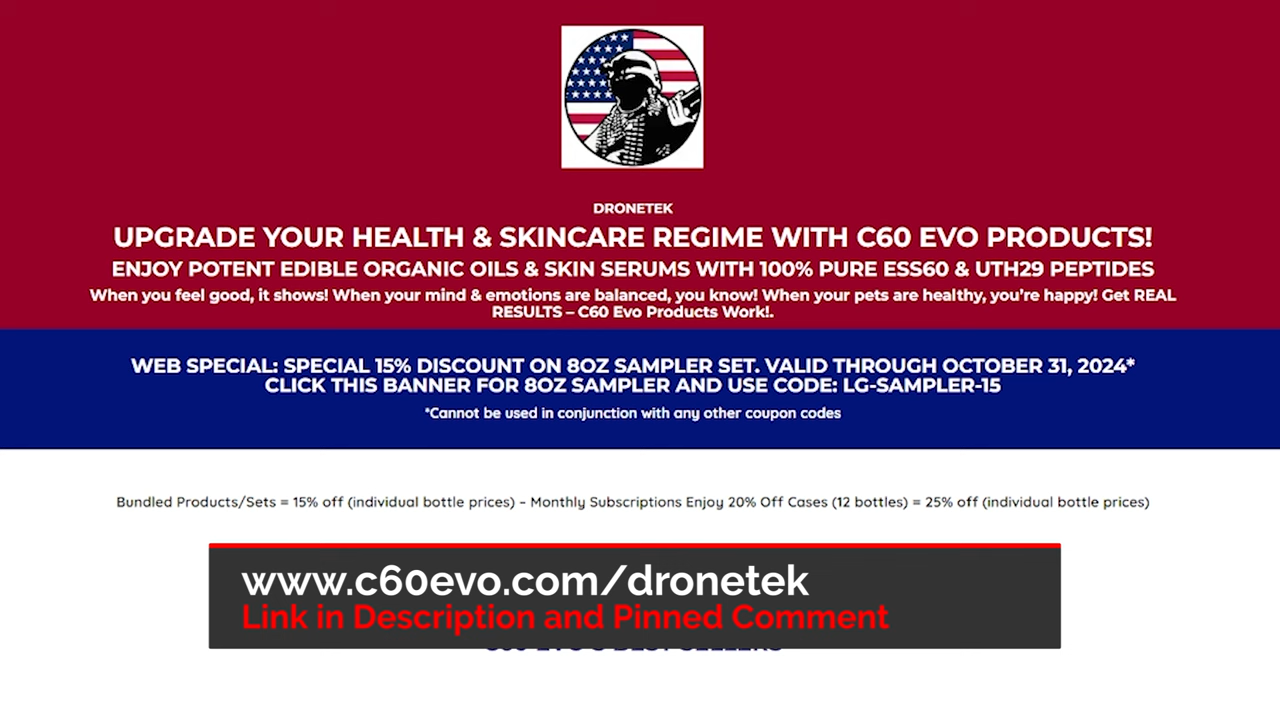 DRONETEK
UPGRADE YOUR HEALTH & SKINCARE REGIME WITH C60 EVO PRODUCTS!
ENJOY POTENT EDIBLE ORGANIC OILS & SKIN SERUMS WITH 100% PURE ESS60 & UTH29 PEPTIDES
When you feel good, it shows! When your mind & emotions are balanced, you know! When your pets are healthy, you're happy! Get REAL
RESULTS – C60 Evo Products Work!.
WEB SPECIAL: SPECIAL 15% DISCOUNT ON 8OZ SAMPLER SET. VALID THROUGH OCTOBER 31, 2024*
CLICK THIS BANNER FOR 8OZ SAMPLER AND USE CODE: LG-SAMPLER-15
*Cannot be used in conjunction with any other coupon codes
Bundled Products/Sets = 15% off (individual bottle prices) – Monthly Subscriptions Enjoy 20% Off Cases (12 bottles) = 25% off (individual bottle prices)
www.c60evo.com/dronetek
Link in Description and Pinned Comment